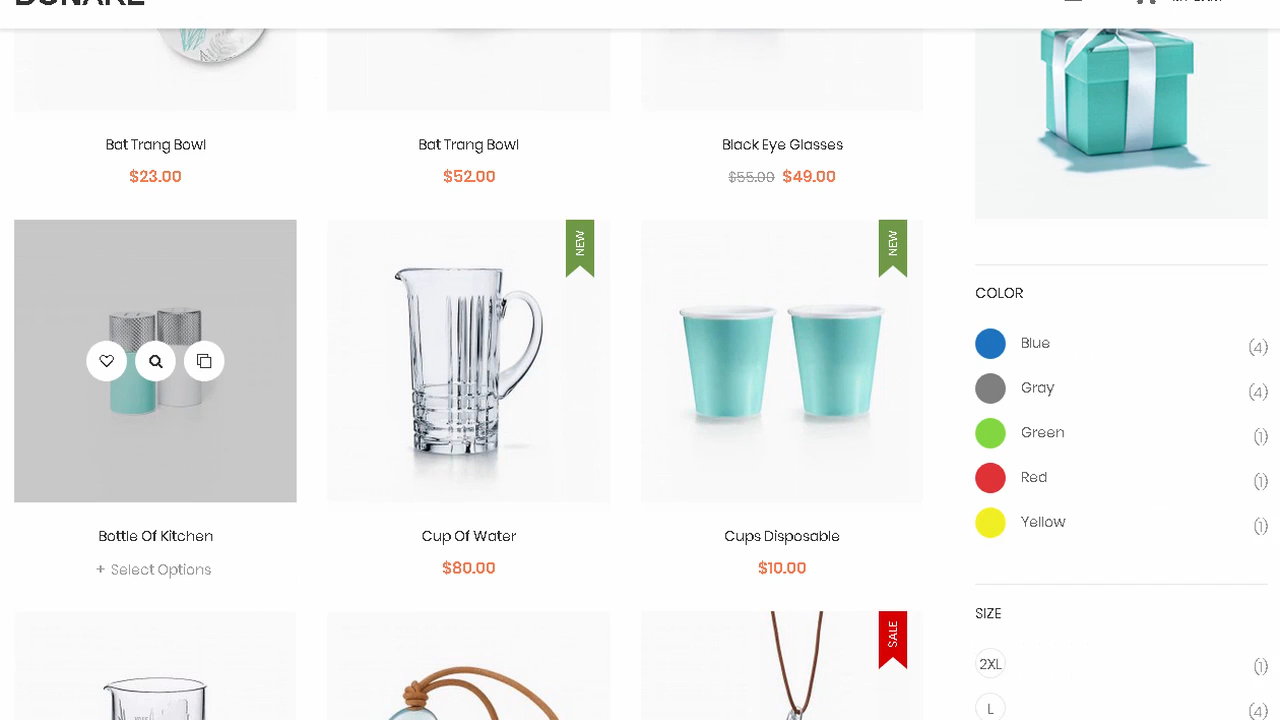 Bat Trang Bowl
$23.00
Bat Trang Bowl
$52.00
Black Eye Glasses
$55.00 $49.00
NEW
NEW
Bottle Of Kitchen
+ Select Options
Cup Of Water
$80.00
Cups Disposable
$10.00
SALE
COLOR
Blue (4)
Gray (4)
Green (1)
Red (1)
Yellow (1)
SIZE
2XL (1)
L (4)